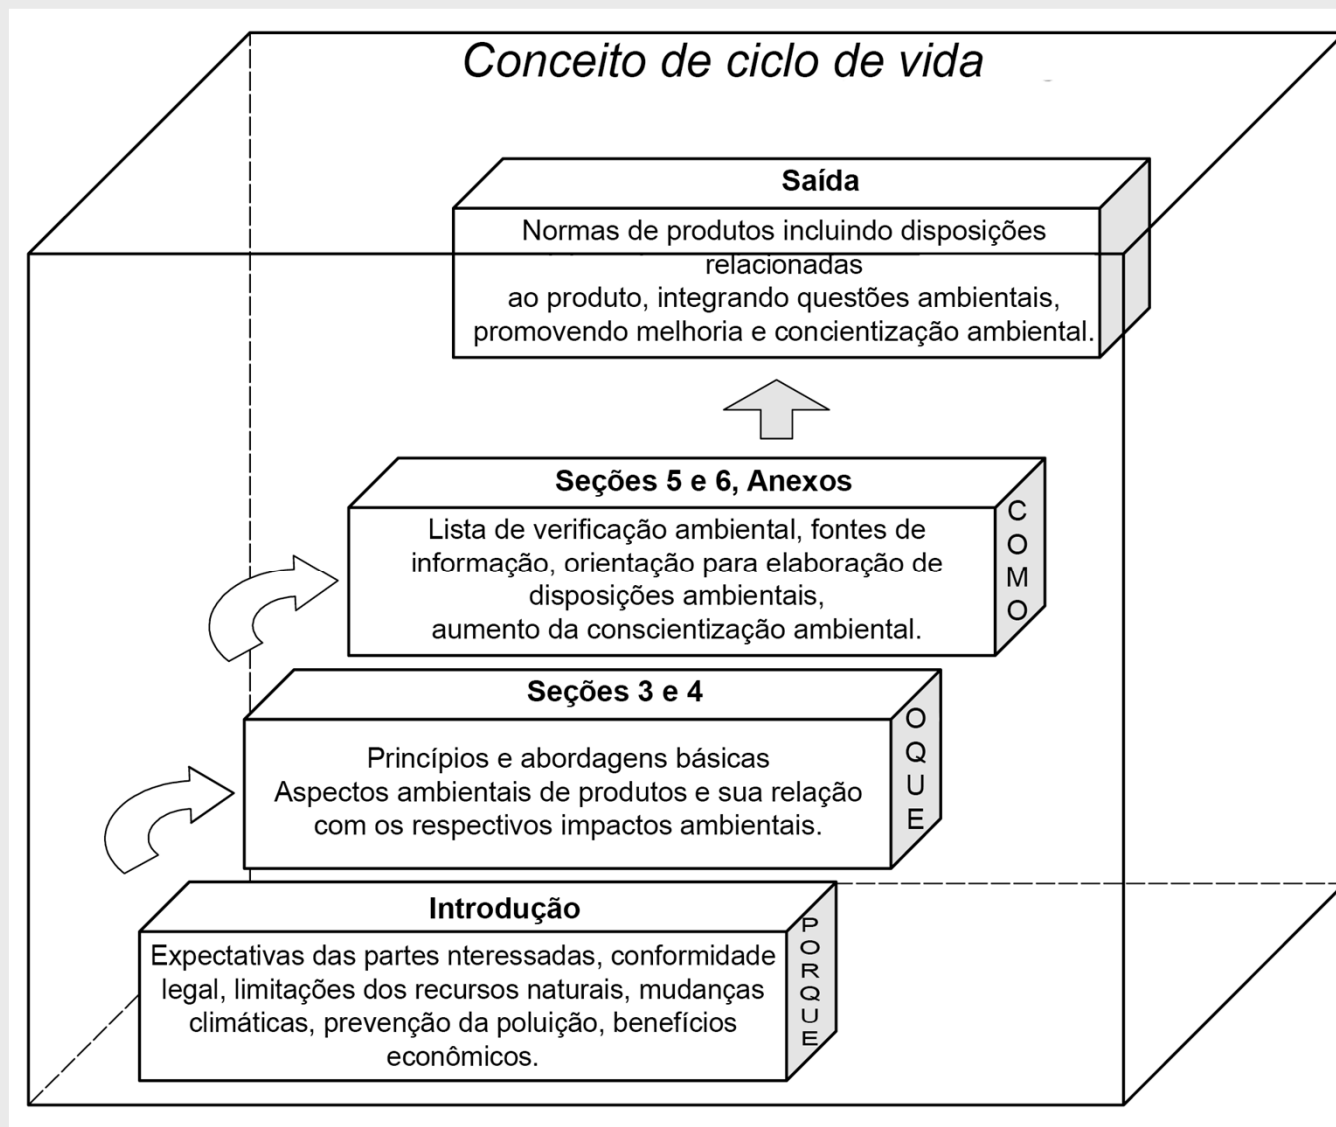 Conceito de ciclo de vida
Saída
Normas de produtos incluindo disposições
relacionadas
ao produto, integrando questões ambientais,
promovendo melhoria e concientização ambiental.
Seções 5 e 6, Anexos
Lista de verificação ambiental, fontes de
informação, orientação para elaboração de
disposições ambientais,
aumento da conscientização ambiental.
COMO
Seções 3 e 4
Princípios e abordagens básicas
Aspectos ambientais de produtos e sua relação
com os respectivos impactos ambientais.
OQUE
Introdução
Expectativas das partes nteressadas, conformidade
legal, limitações dos recursos naturais, mudanças
climáticas, prevenção da poluição, benefícios
econômicos.
PORQUE